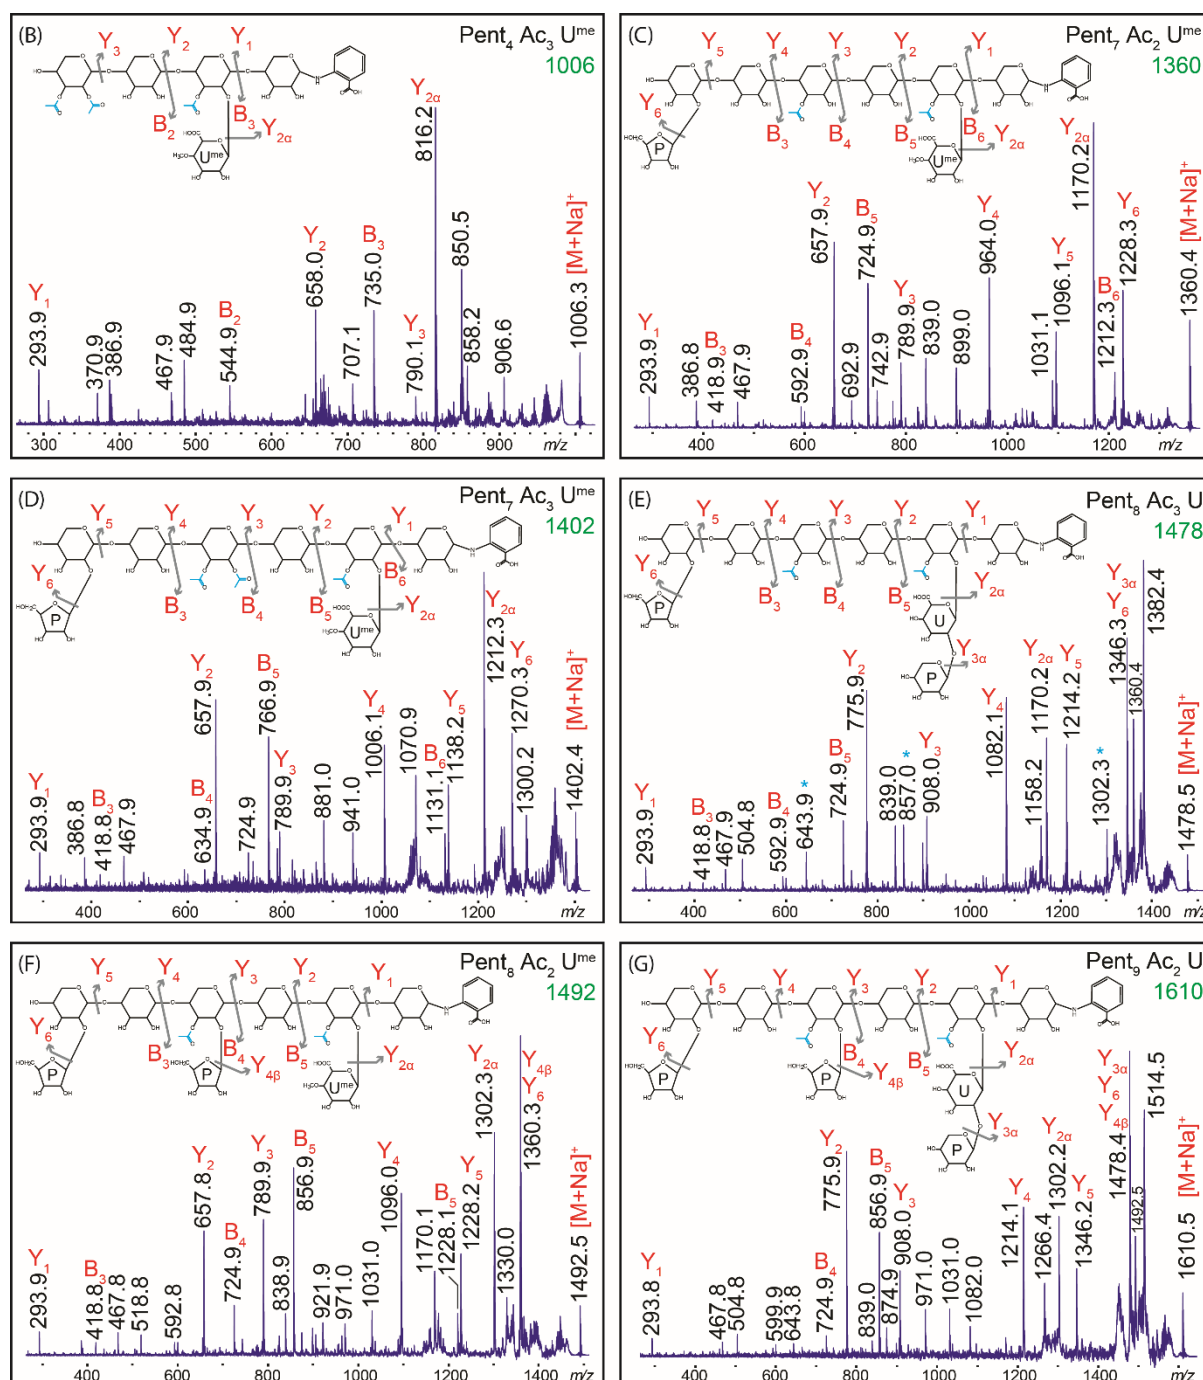 (B)
Pent4 Ac3 Ume
1006
Y3 Y2 Y1
B2 B3 Y2α
Ume
Y1
293.9
370.9
386.9
467.9
484.9
544.9 B2
658.0 Y2
707.1
735.0 B3
790.1 Y3
816.2 Y2α
850.5
858.2
906.6
1006.3 [M+Na]+
300 400 500 600 700 800 900 m/z
(C)
Pent7 Ac2 Ume
1360
Y5 Y4 Y3 Y2 Y1
Y6 B3 B4 B5 B6 Y2α
P Ume
293.9 Y1
386.8
418.9 B3
467.9
592.9 B4
657.9 Y2
692.9
724.9 B5
742.9
789.9 Y3
839.0
899.0
964.0 Y4
1031.1
1096.1 Y5
1170.2 Y2α
1212.3 B6
1228.3 Y6
1360.4 [M+Na]+
400 600 800 1000 1200 m/z
(D)
Pent7 Ac3 Ume
1402
Y5 Y4 Y3 Y2 Y1
Y6 B3 B4 B5 B6 Y2α
P Ume
293.9 Y1
386.8
418.8 B3
467.9
634.9 B4
657.9 Y2
724.9
766.9 B5
789.9 Y3
881.0
941.0
1006.1 Y4
1070.9
1131.1 B6
1138.2 Y5
1212.3 Y2α
1270.3 Y6
1300.2
1402.4 [M+Na]+
400 600 800 1000 1200 m/z
(E)
Pent8 Ac3 U
1478
Y5 Y4 Y3 Y2 Y1
Y6 B3 B4 B5 Y2α
P U
P Y3α
293.9 Y1
418.8 B3
467.9
504.8
592.9 B4
643.9 *
724.9 B5
775.9 Y2
839.0
857.0 *
908.0 Y3
1082.1 Y4
1158.2
1170.2 Y2α
1214.2 Y5
1302.3 *
1346.3 Y6 Y3α
1360.4
1382.4
1478.5 [M+Na]+
400 600 800 1000 1200 1400 m/z
(F)
Pent8 Ac2 Ume
1492
Y5 Y4 Y3 Y2 Y1
Y6 B3 B4 B5 Y4β Y2α
P P Ume
293.9 Y1
418.8 B3
467.8
518.8
592.8
657.8 Y2
724.9 B4
789.9 Y3
838.9
856.9 B5
921.9
971.0
1031.0
1096.0 Y4
1170.1
1228.1 B5
1228.2 Y5
1302.3 Y2α
1330.0
1360.3 Y6 Y4β
1492.5 [M+Na]+
400 600 800 1000 1200 1400 m/z
(G)
Pent9 Ac2 U
1610
Y5 Y4 Y3 Y2 Y1
Y6 B4 B5 Y4β Y2α
P P U
P Y3α
293.8 Y1
467.8
504.8
599.9
643.8
724.9 B4
775.9 Y2
839.0
856.9 B5
874.9
908.0 Y3
971.0
1031.0
1082.0
1214.1 Y4
1266.4
1302.2 Y2α
1346.2 Y5
1478.4 Y4β Y6 Y3α
1492.5
1514.5
1610.5 [M+Na]+
400 600 800 1000 1200 1400 m/z